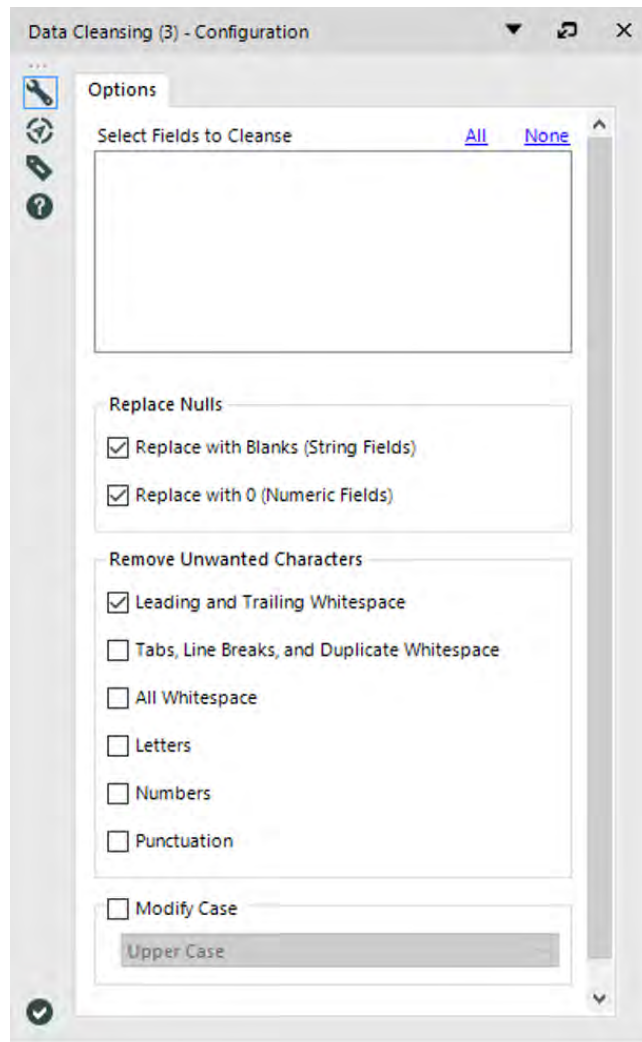 Data Cleansing (3) - Configuration
Options
Select Fields to Cleanse All None
Replace Nulls
Replace with Blanks (String Fields)
Replace with 0 (Numeric Fields)
Remove Unwanted Characters
Leading and Trailing Whitespace
Tabs, Line Breaks, and Duplicate Whitespace
All Whitespace
Letters
Numbers
Punctuation
Modify Case
Upper Case